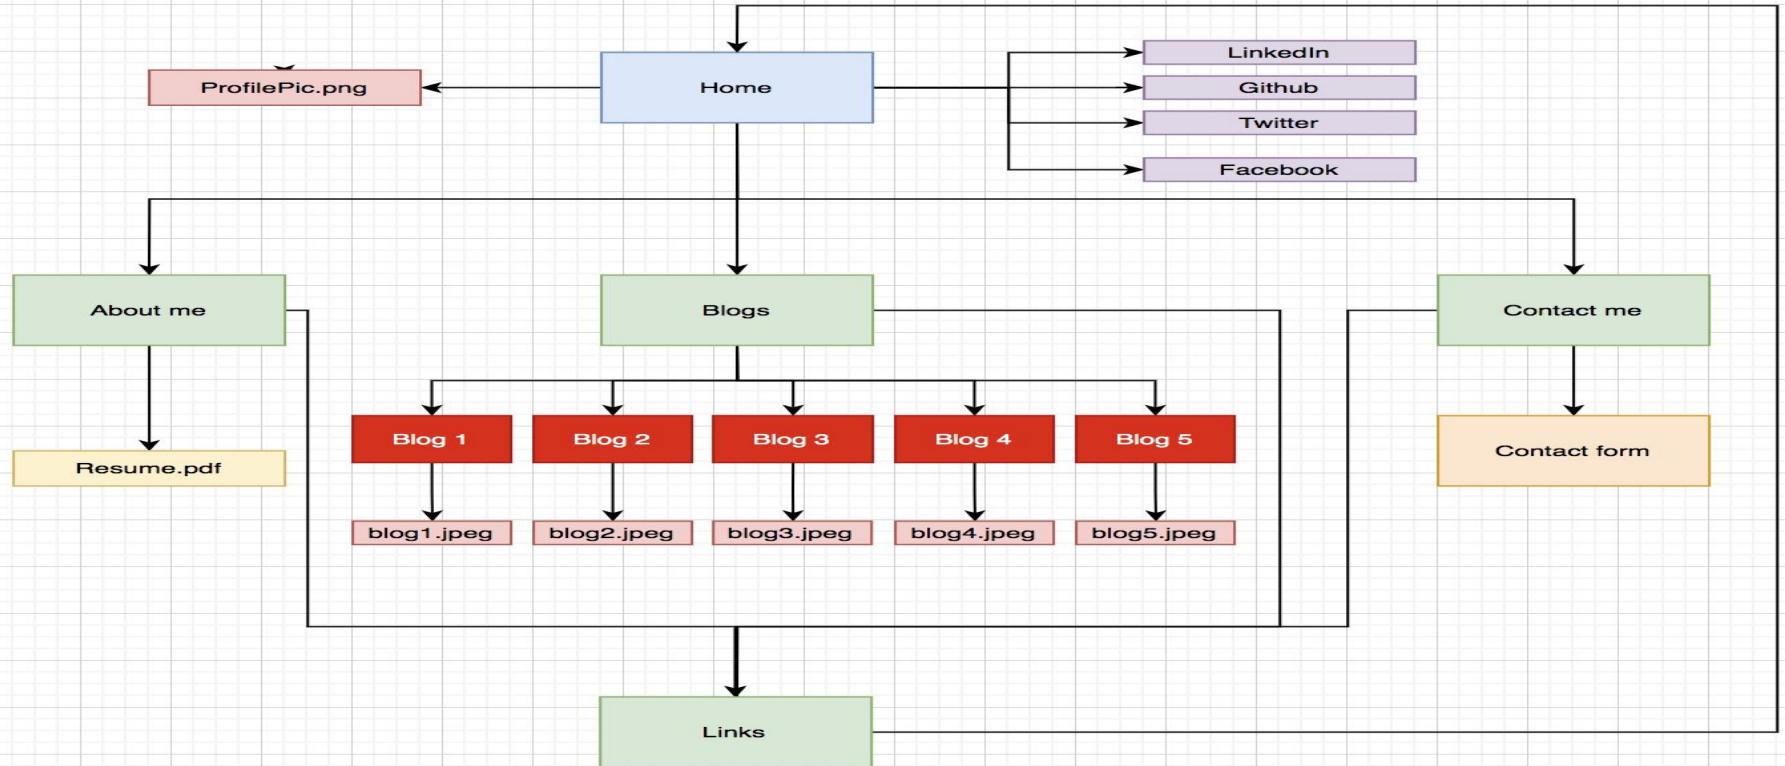 LinkedIn
ProfilePic.png
Home
Github
Twitter
Facebook
About me
Blogs
Contact me
Blog 1
Blog 2
Blog 3
Blog 4
Blog 5
Contact form
Resume.pdf
blog1.jpeg
blog2.jpeg
blog3.jpeg
blog4.jpeg
blog5.jpeg
Links